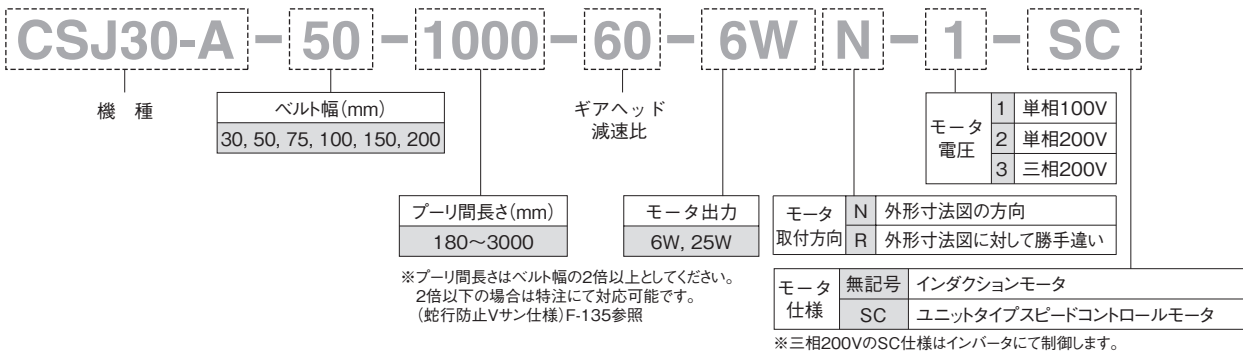 CSJ30-A - 50 - 1000 - 60 - 6W N - 1 - SC
機 種
ベルト幅(mm)
30, 50, 75, 100, 150, 200
ギアヘッド
減速比
モータ
電圧
1 単相100V
2 単相200V
3 三相200V
プーリ間長さ(mm)
180〜3000
※プーリ間長さはベルト幅の2倍以上としてください。
2倍以下の場合は特注にて対応可能です。
(蛇行防止Vサン仕様)F-135参照
モータ出力
6W, 25W
モータ
取付方向
N 外形寸法図の方向
R 外形寸法図に対して勝手違い
モータ
仕様
無記号 インダクションモータ
SC ユニットタイプスピードコントロールモータ
※三相200VのSC仕様はインバータにて制御します。